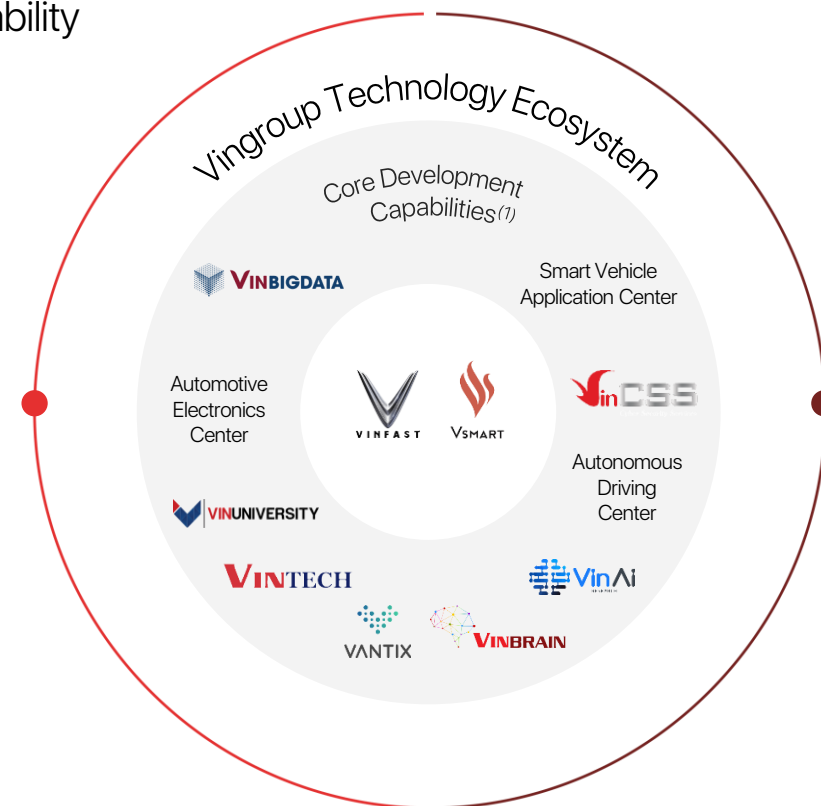 ability
Vingroup Technology Ecosystem
Core Development
Capabilities(1)
VINBIGDATA
Smart Vehicle
Application Center
Automotive
Electronics
Center
VINFAST
VSMART
VinCSS
Autonomous
Driving
Center
VINUNIVERSITY
VINTECH
VinAi
VANTIX
VINBRAIN